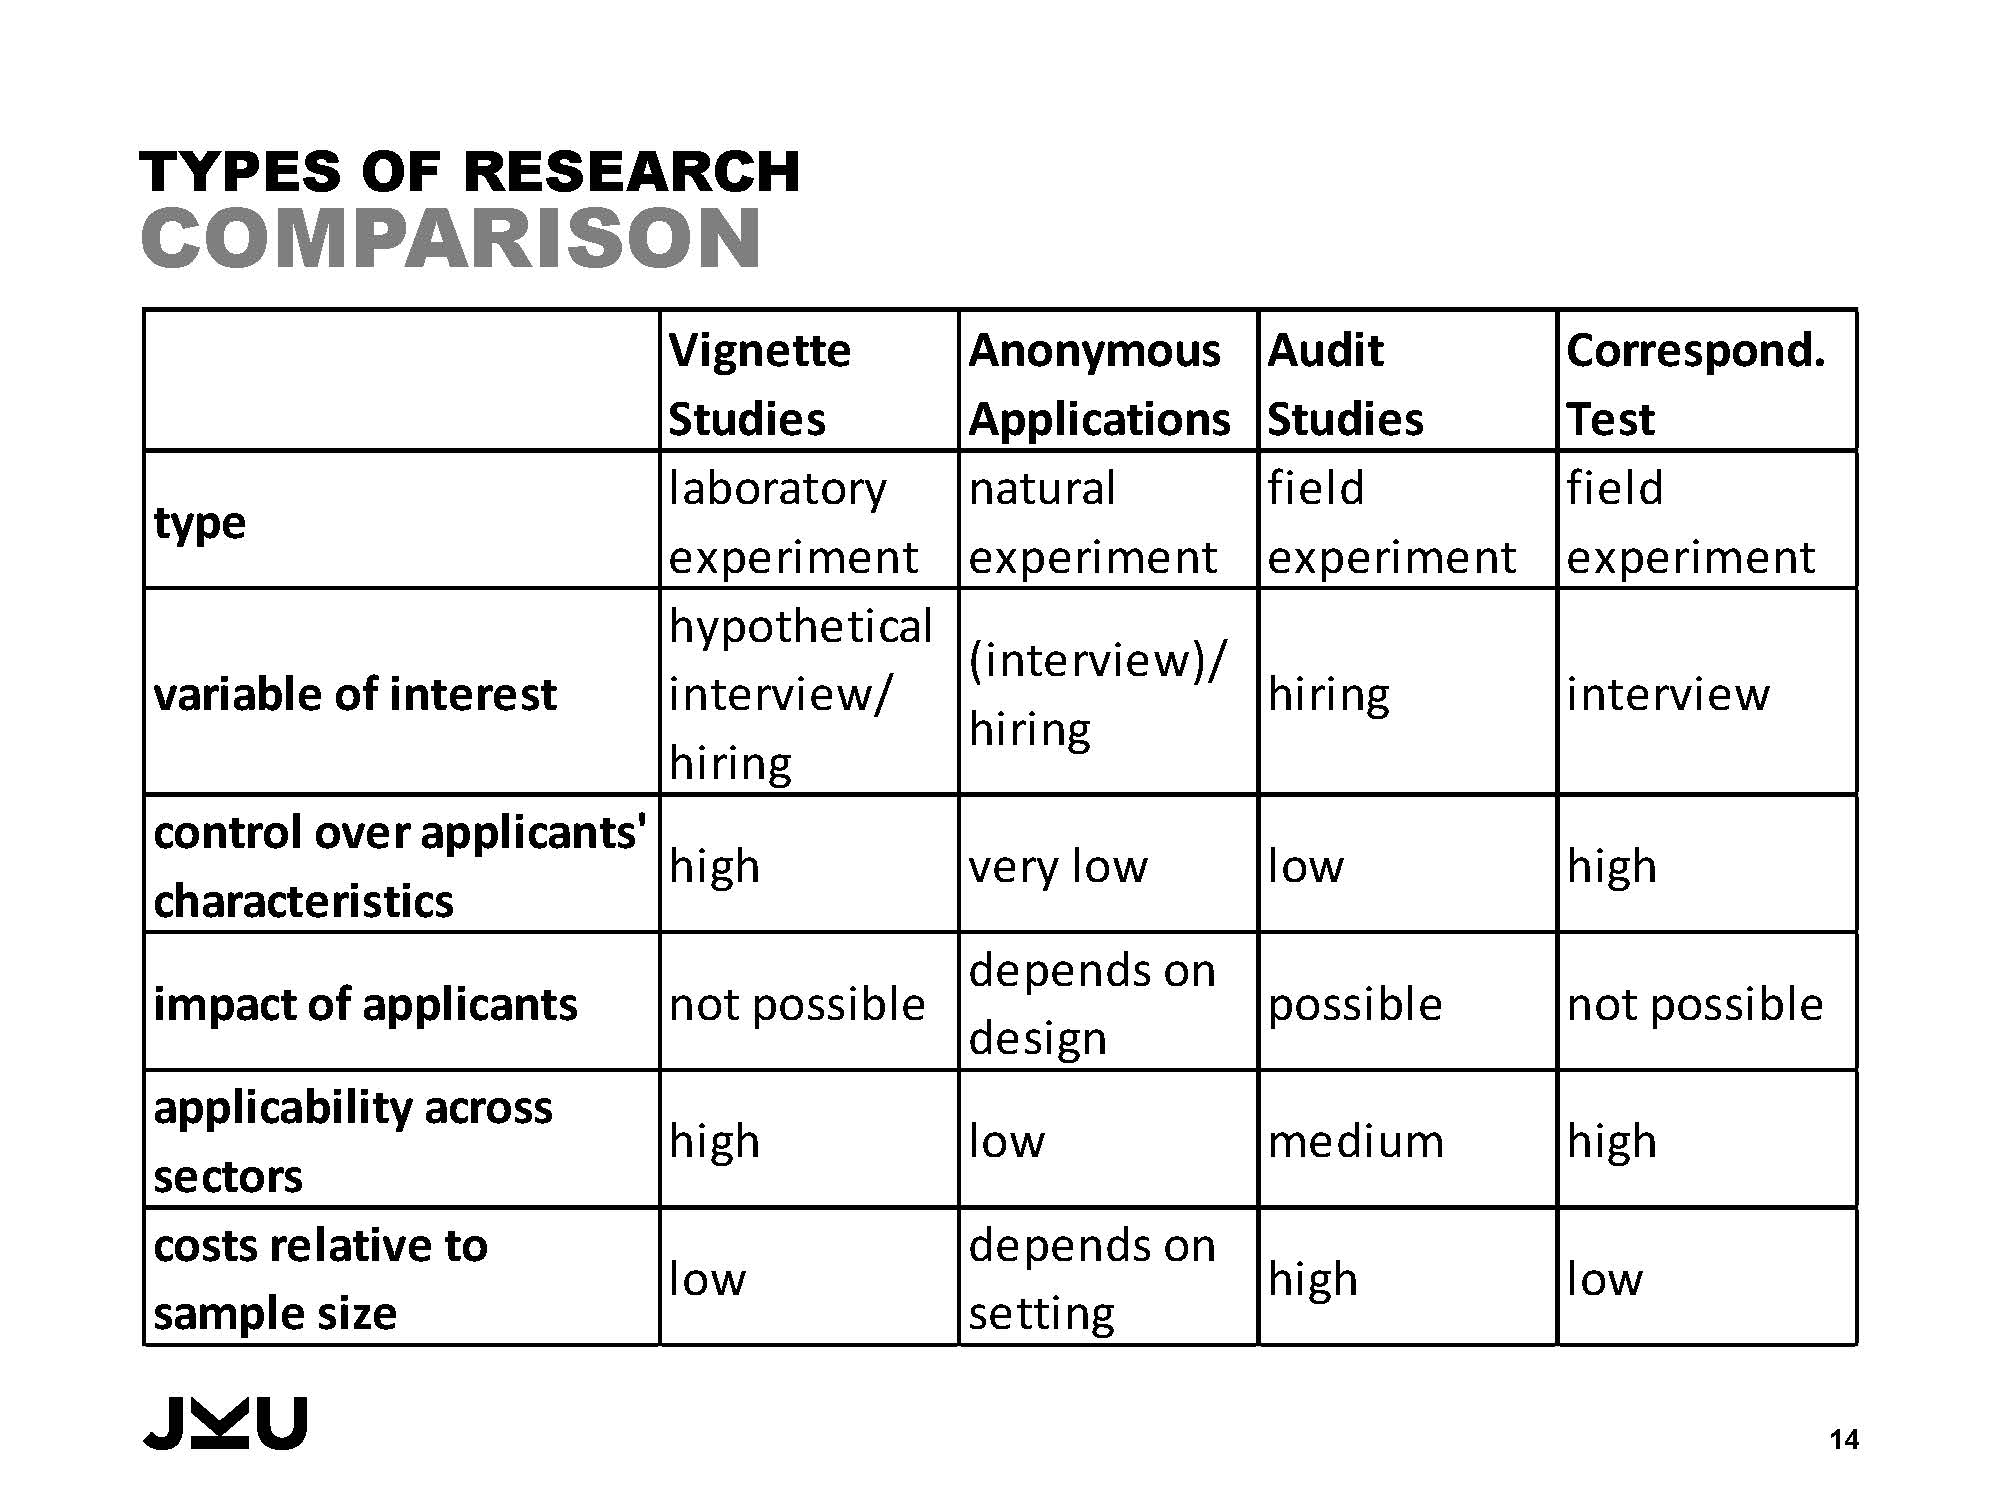 TYPES OF RESEARCH
COMPARISON
Vignette Studies
Anonymous Applications
Audit Studies
Correspond. Test
type
laboratory experiment
natural experiment
field experiment
field experiment
variable of interest
hypothetical interview/ hiring
(interview)/ hiring
hiring
interview
control over applicants' characteristics
high
very low
low
high
impact of applicants
not possible
depends on design
possible
not possible
applicability across sectors
high
low
medium
high
costs relative to sample size
low
depends on setting
high
low
JKU
14